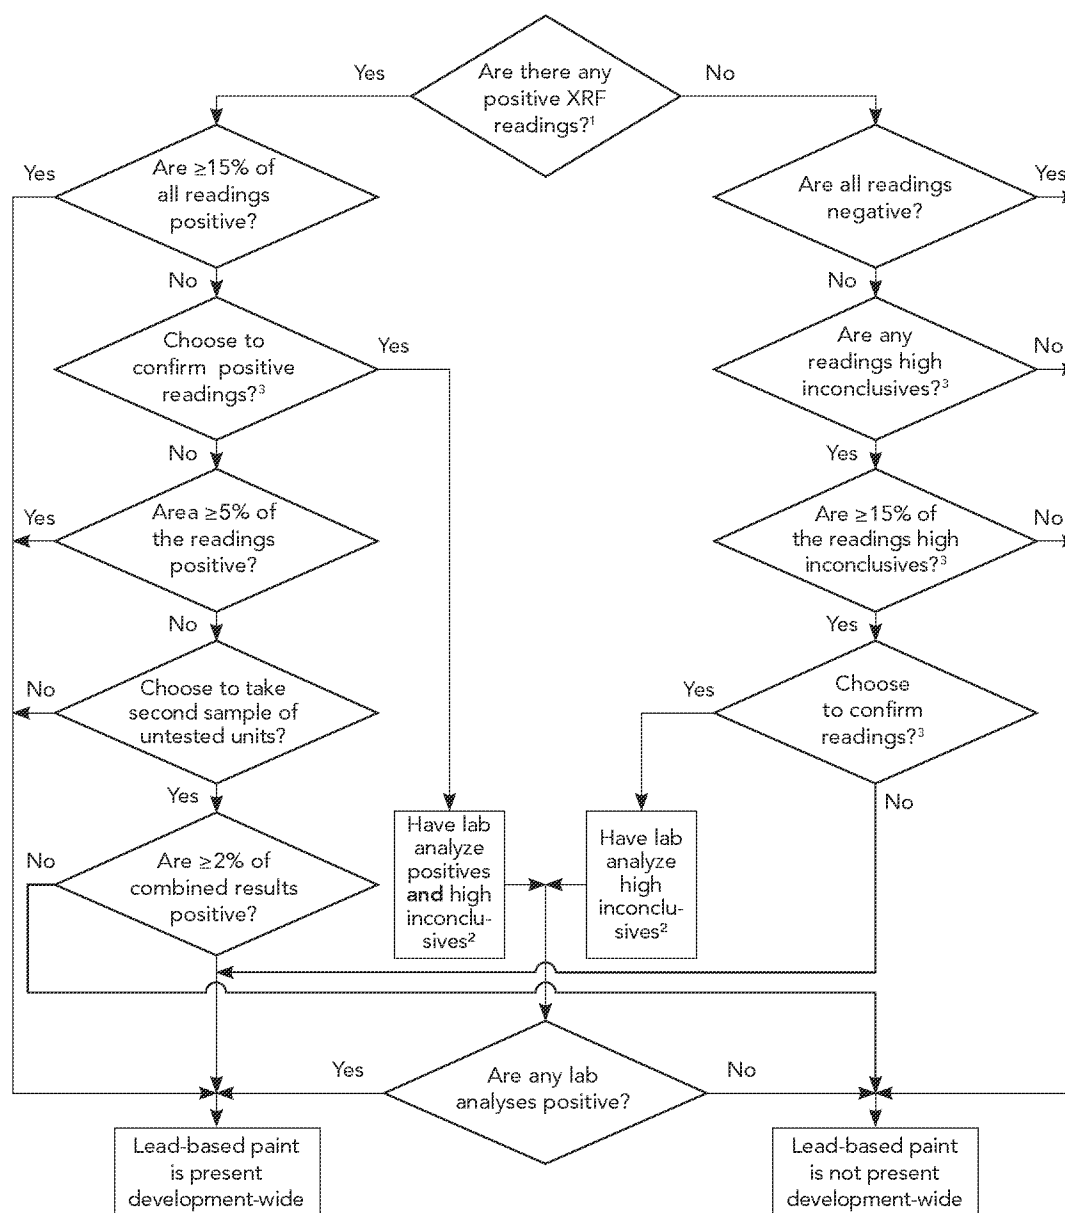 Are there any
positive XRF
readings?¹
Yes
No
Are ≥15% of
all readings
positive?
Yes
No
Are all readings
negative?
Yes
No
Choose to
confirm positive
readings?³
Yes
No
Are any
readings high
inconclusives?³
No
Yes
Area ≥5% of
the readings
positive?
Yes
No
Are ≥15% of
the readings high
inconclusives?³
No
Yes
Choose to take
second sample of
untested units?
No
Yes
Choose
to confirm
readings?³
Yes
No
Are ≥2% of
combined results
positive?
No
Have lab
analyze
positives
and high
inconclu-
sives²
Have lab
analyze
high
inconclu-
sives²
Are any lab
analyses positive?
Yes
No
Lead-based paint
is present
development-wide
Lead-based paint
is not present
development-wide